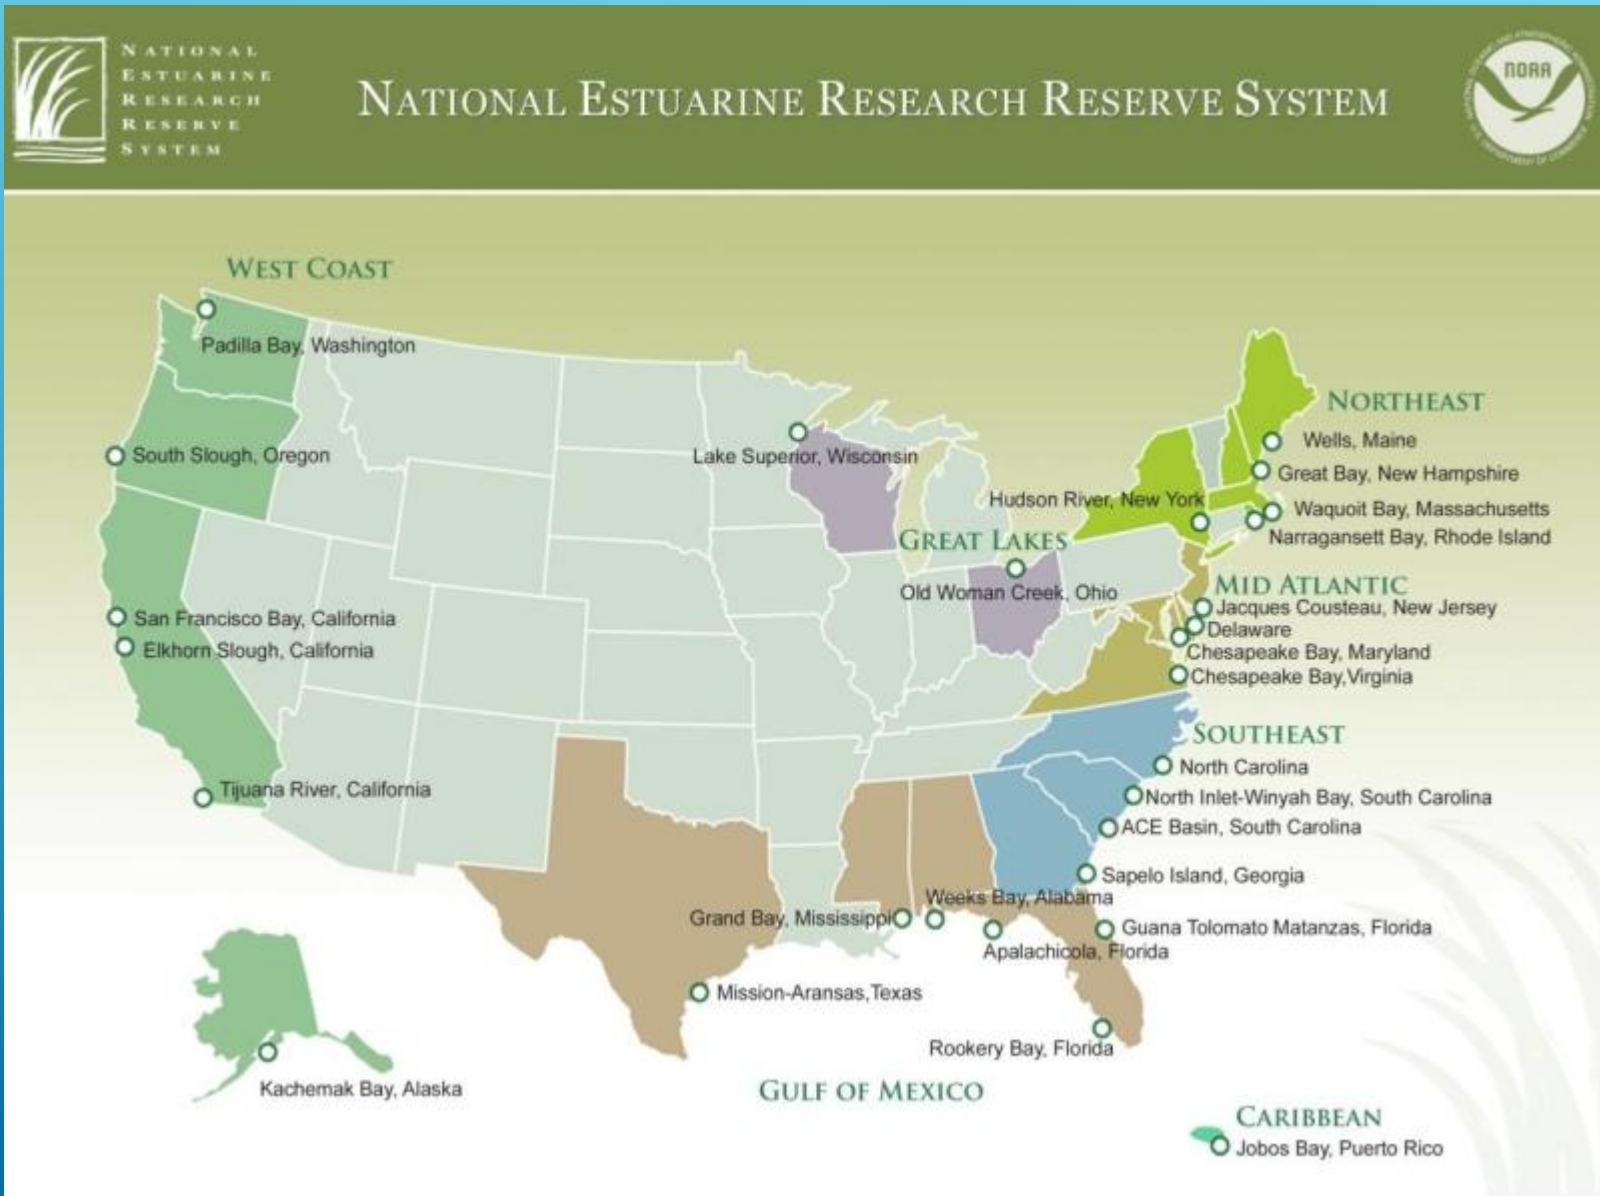 NATIONAL
ESTUARINE
RESEARCH
RESERVE
SYSTEM
NATIONAL ESTUARINE RESEARCH RESERVE SYSTEM
NOAA
WEST COAST
Padilla Bay, Washington
South Slough, Oregon
San Francisco Bay, California
Elkhorn Slough, California
Tijuana River, California
Kachemak Bay, Alaska
Lake Superior, Wisconsin
GREAT LAKES
Old Woman Creek, Ohio
Hudson River, New York
NORTHEAST
Wells, Maine
Great Bay, New Hampshire
Waquoit Bay, Massachusetts
Narragansett Bay, Rhode Island
MID ATLANTIC
Jacques Cousteau, New Jersey
Delaware
Chesapeake Bay, Maryland
Chesapeake Bay,Virginia
SOUTHEAST
North Carolina
North Inlet-Winyah Bay, South Carolina
ACE Basin, South Carolina
Sapelo Island, Georgia
Weeks Bay, Alabama
Grand Bay, Mississippi
Guana Tolomato Matanzas, Florida
Apalachicola, Florida
Mission-Aransas,Texas
Rookery Bay, Florida
GULF OF MEXICO
CARIBBEAN
Jobos Bay, Puerto Rico